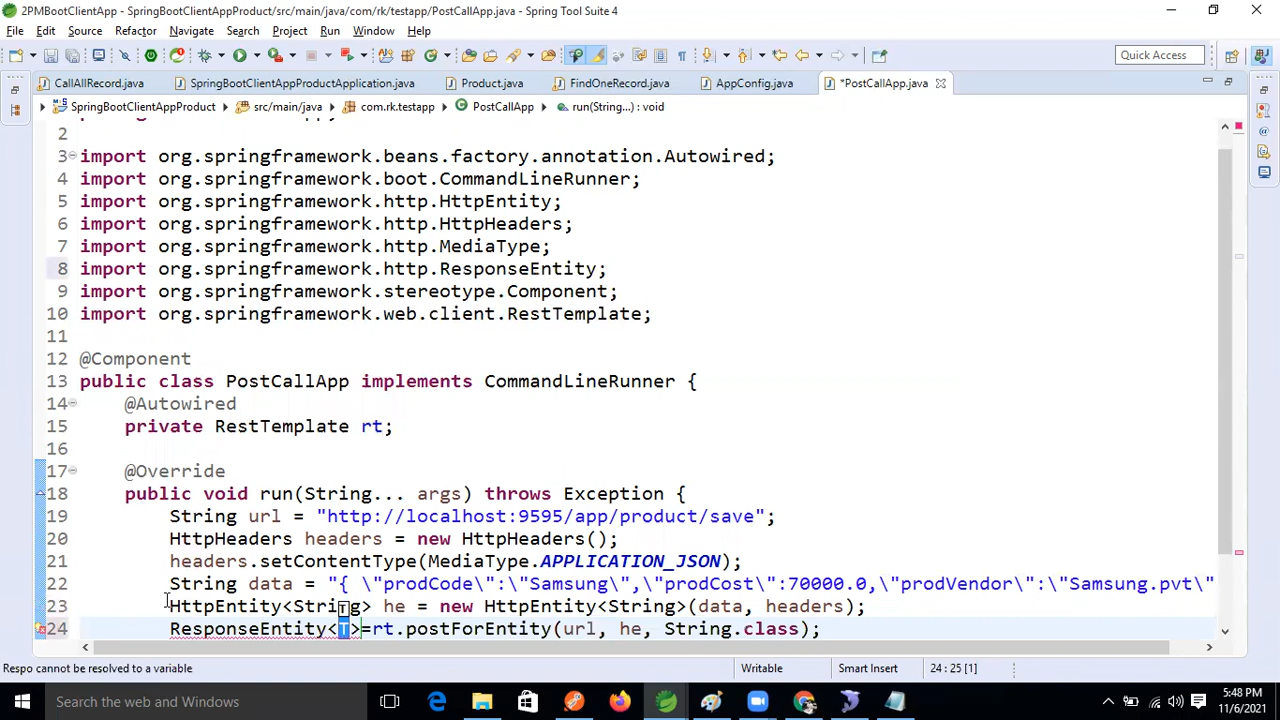 2PMBootClientApp - SpringBootClientAppProduct/src/main/java/com/rk/testapp/PostCallApp.java - Spring Tool Suite 4
File Edit Source Refactor Navigate Search Project Run Window Help
Quick Access
CallAllRecord.java SpringBootClientAppProductApplication.java Product.java FindOneRecord.java AppConfig.java *PostCallApp.java
SpringBootClientAppProduct src/main/java com.rk.testapp PostCallApp run(String...) : void
2
3 import org.springframework.beans.factory.annotation.Autowired;
4 import org.springframework.boot.CommandLineRunner;
5 import org.springframework.http.HttpEntity;
6 import org.springframework.http.HttpHeaders;
7 import org.springframework.http.MediaType;
8 import org.springframework.http.ResponseEntity;
9 import org.springframework.stereotype.Component;
10 import org.springframework.web.client.RestTemplate;
11
12 @Component
13 public class PostCallApp implements CommandLineRunner {
14 @Autowired
15 private RestTemplate rt;
16
17 @Override
18 public void run(String... args) throws Exception {
19 String url = "http://localhost:9595/app/product/save";
20 HttpHeaders headers = new HttpHeaders();
21 headers.setContentType(MediaType.APPLICATION_JSON);
22 String data = "{ \"prodCode\":\"Samsung\",\"prodCost\":70000.0,\"prodVendor\":\"Samsung.pvt\"
23 HttpEntity<String> he = new HttpEntity<String>(data, headers);
24 ResponseEntity<T>=rt.postForEntity(url, he, String.class);
Respo cannot be resolved to a variable Writable Smart Insert 24 : 25 [1]
Search the web and Windows
5:48 PM
11/6/2021